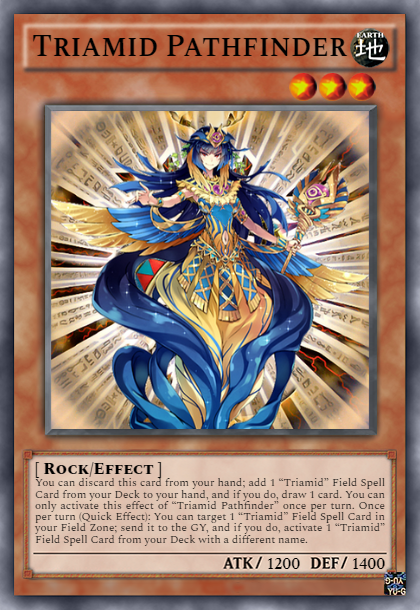 TRIAMID PATHFINDER
EARTH
地
[ ROCK/EFFECT ]
You can discard this card from your hand; add 1 “Triamid” Field Spell
Card from your Deck to your hand, and if you do, draw 1 card. You can
only activate this effect of “Triamid Pathfinder” once per turn. Once
per turn (Quick Effect): You can target 1 “Triamid” Field Spell Card in
your Field Zone; send it to the GY, and if you do, activate 1 “Triamid”
Field Spell Card from your Deck with a different name.
ATK / 1200 DEF / 1400